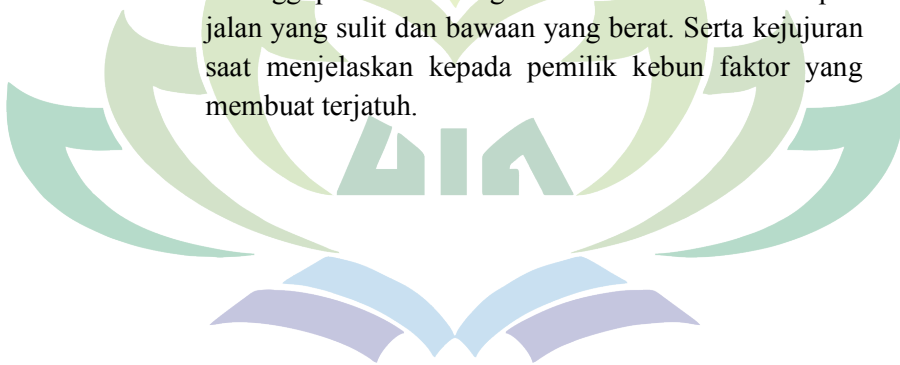 jalan yang sulit dan bawaan yang berat. Serta kejujuran
saat menjelaskan kepada pemilik kebun faktor yang
membuat terjatuh.